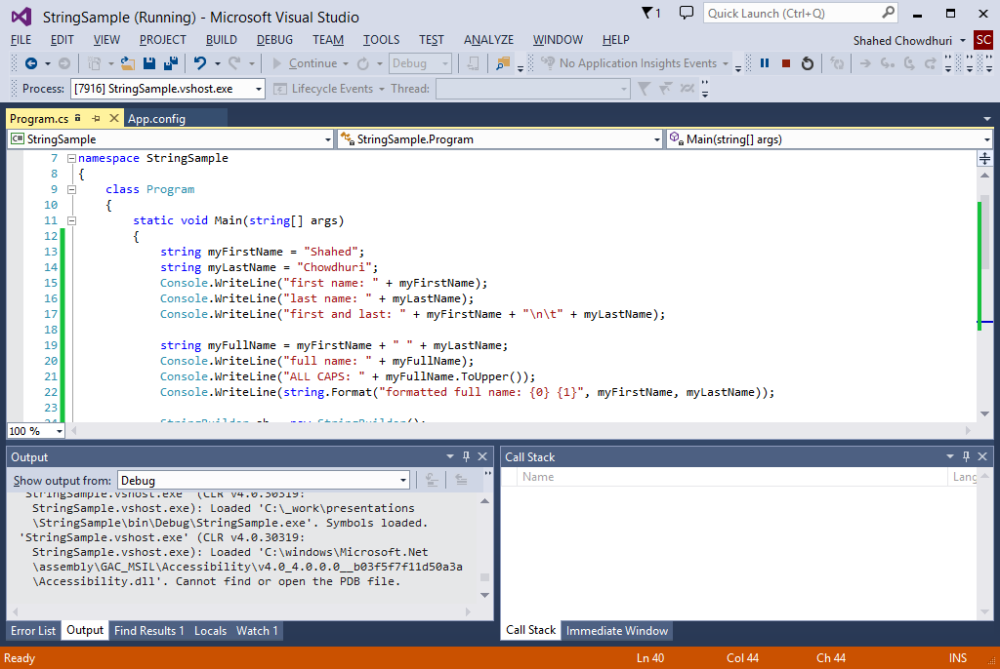 StringSample (Running) - Microsoft Visual Studio
1
Quick Launch (Ctrl+Q)
FILE EDIT VIEW PROJECT BUILD DEBUG TEAM TOOLS TEST ANALYZE WINDOW HELP
Shahed Chowdhuri SC
Continue Debug No Application Insights Events
Process: [7916] StringSample.vshost.exe Lifecycle Events Thread:
Program.cs App.config
C# StringSample StringSample.Program Main(string[] args)
7 namespace StringSample
8 {
9 class Program
10 {
11 static void Main(string[] args)
12 {
13 string myFirstName = "Shahed";
14 string myLastName = "Chowdhuri";
15 Console.WriteLine("first name: " + myFirstName);
16 Console.WriteLine("last name: " + myLastName);
17 Console.WriteLine("first and last: " + myFirstName + "\n\t" + myLastName);
18
19 string myFullName = myFirstName + " " + myLastName;
20 Console.WriteLine("full name: " + myFullName);
21 Console.WriteLine("ALL CAPS: " + myFullName.ToUpper());
22 Console.WriteLine(string.Format("formatted full name: {0} {1}", myFirstName, myLastName));
23
24 StringBuilder sb = new StringBuilder();
100 %
Output
Show output from: Debug
'StringSample.vshost.exe' (CLR v4.0.30319:
StringSample.vshost.exe): Loaded 'C:\_work\presentations
\StringSample\bin\Debug\StringSample.exe'. Symbols loaded.
'StringSample.vshost.exe' (CLR v4.0.30319:
StringSample.vshost.exe): Loaded 'C:\windows\Microsoft.Net
\assembly\GAC_MSIL\Accessibility\v4.0_4.0.0.0__b03f5f7f11d50a3a
\Accessibility.dll'. Cannot find or open the PDB file.
Error List Output Find Results 1 Locals Watch 1
Call Stack
Name Lang
Call Stack Immediate Window
Ready Ln 40 Col 44 Ch 44 INS